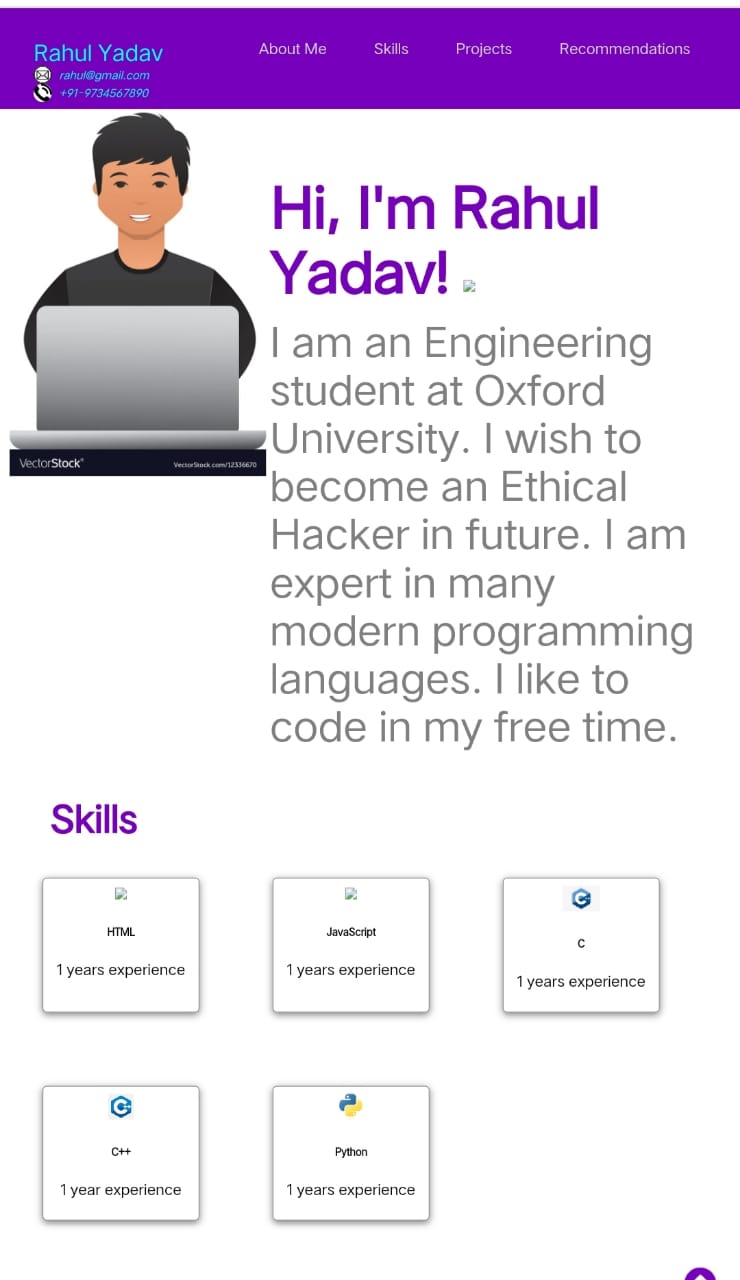 Rahul Yadav
rahul@gmail.com
+91-9734567890
About Me Skills Projects Recommendations
Hi, I'm Rahul
Yadav!
I am an Engineering
student at Oxford
University. I wish to
become an Ethical
Hacker in future. I am
expert in many
modern programming
languages. I like to
code in my free time.
VectorStock®
VectorStock.com/12336670
Skills
HTML
1 years experience
JavaScript
1 years experience
C
1 years experience
C++
1 year experience
Python
1 years experience